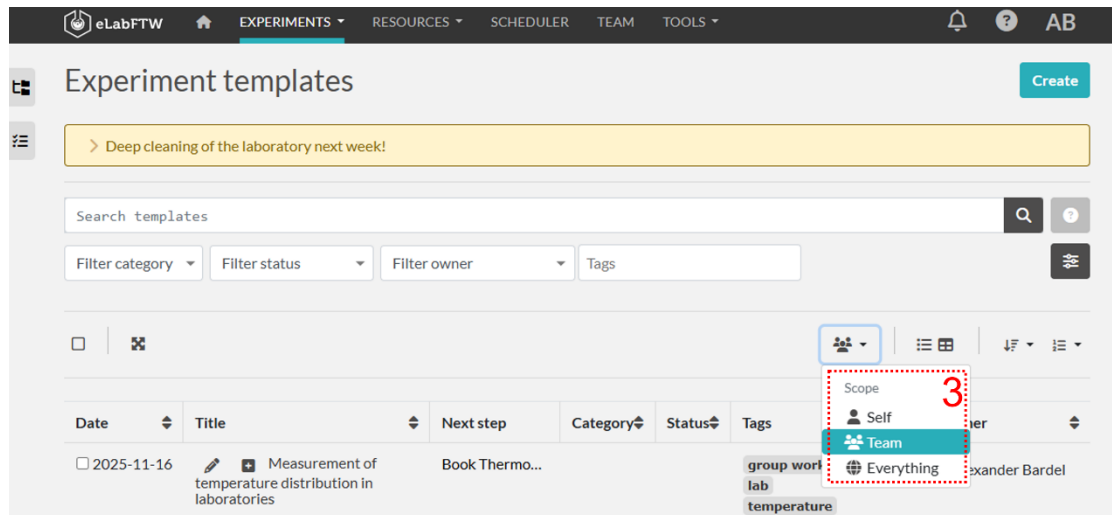 eLabFTW EXPERIMENTS RESOURCES SCHEDULER TEAM TOOLS ? AB
Experiment templates Create
Deep cleaning of the laboratory next week!
Search templates ?
Filter category Filter status Filter owner Tags
Scope 3
Self
Team
Everything
Date Title Next step Category Status Tags ner
2025-11-16 Measurement of Book Thermo... group work exander Bardel
temperature distribution in lab
laboratories temperature